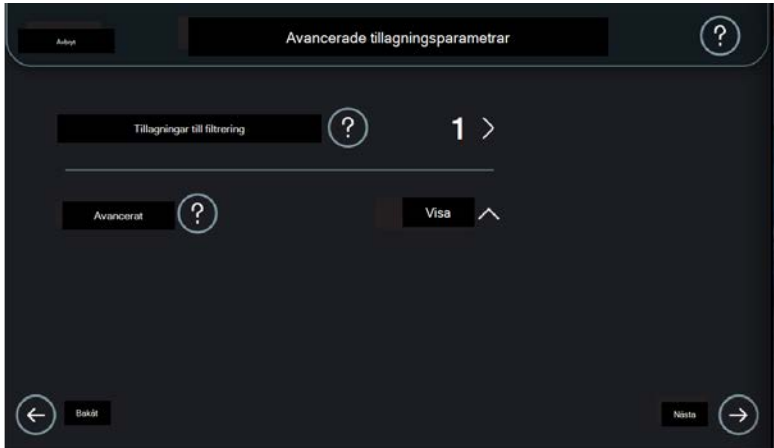 Avbryt
Avancerade tillagningsparametrar
?
Tillagningar till filtrering
?
1
Avancerat
?
Visa
Bakåt
Nästa